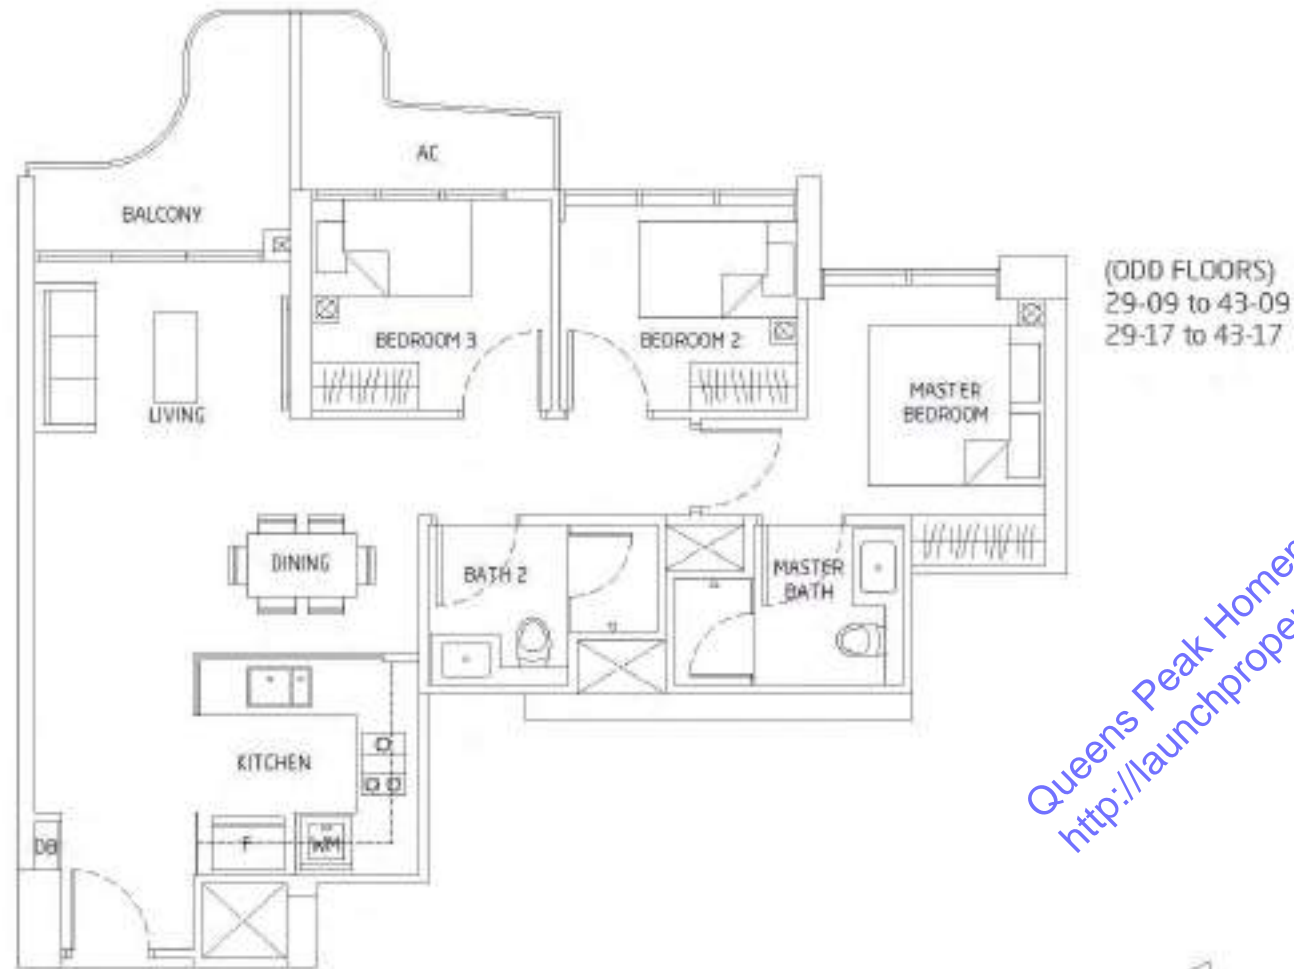 AC
BALCONY
(ODD FLOORS)
29-09 to 43-09
29-17 to 43-17
BEDROOM 3
BEDROOM 2
MASTER
BEDROOM
LIVING
DINING
BATH 2
MASTER
BATH
KITCHEN
DB
F
WM
Queens Peak
http://launchprope